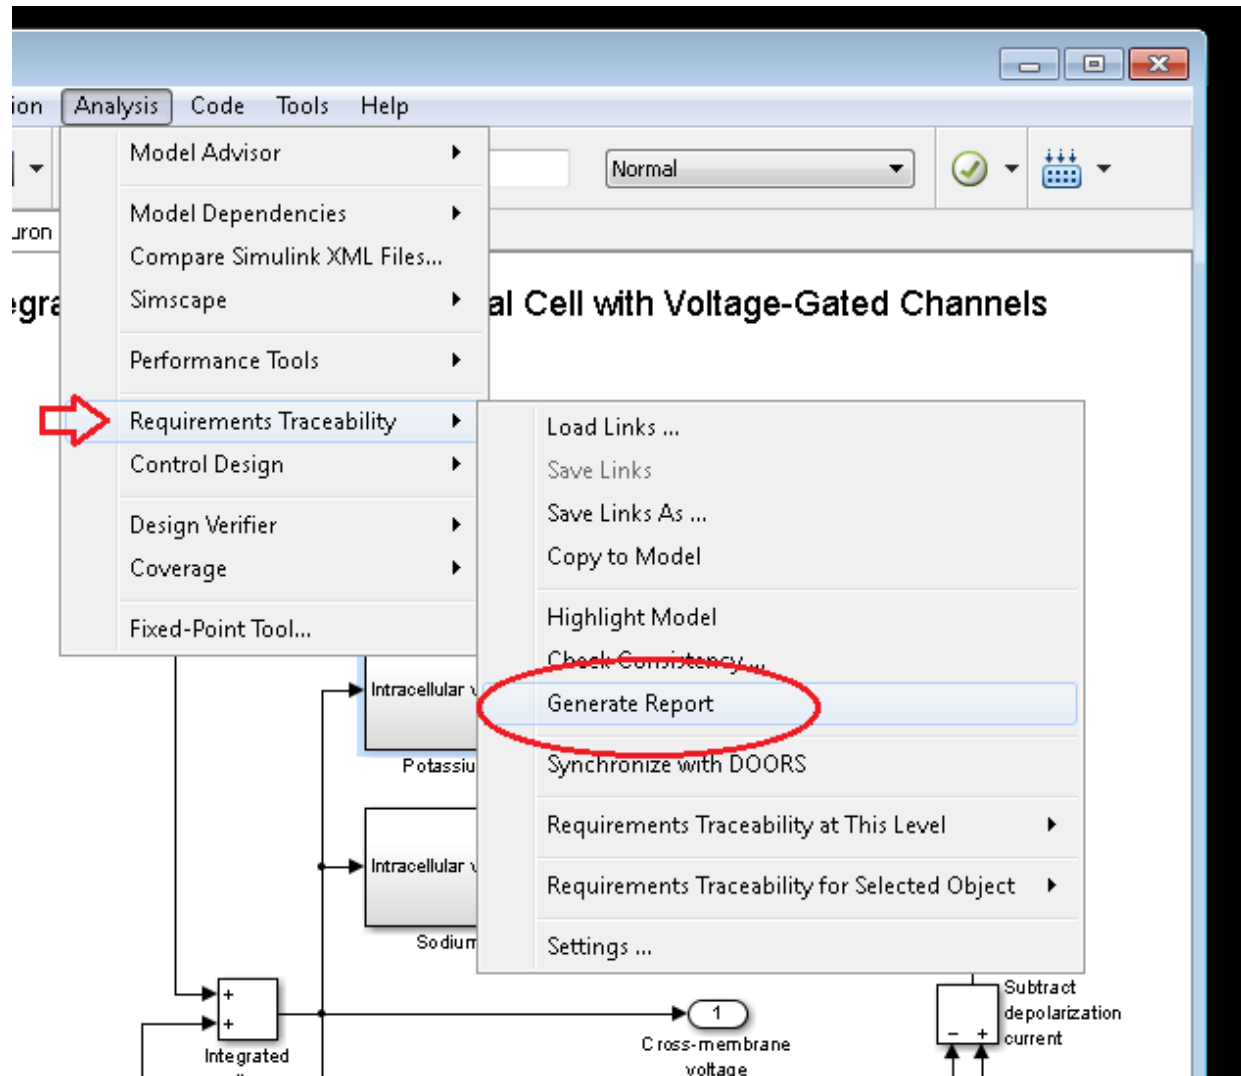 ion Analysis Code Tools Help
Model Advisor
Normal
Model Dependencies
uron
Compare Simulink XML Files...
Simscape
egra al Cell with Voltage-Gated Channels
Performance Tools
Requirements Traceability
Load Links ...
Control Design
Save Links
Save Links As ...
Design Verifier
Copy to Model
Coverage
Highlight Model
Fixed-Point Tool...
Check Consistency ...
Intracellular v
Generate Report
Potassiu
Synchronize with DOORS
Requirements Traceability at This Level
Intracellular v
Requirements Traceability for Selected Object
Sodium
Settings ...
+
+
Integrated
1
Cross-membrane
voltage
Subtract
depolarization
current
− +